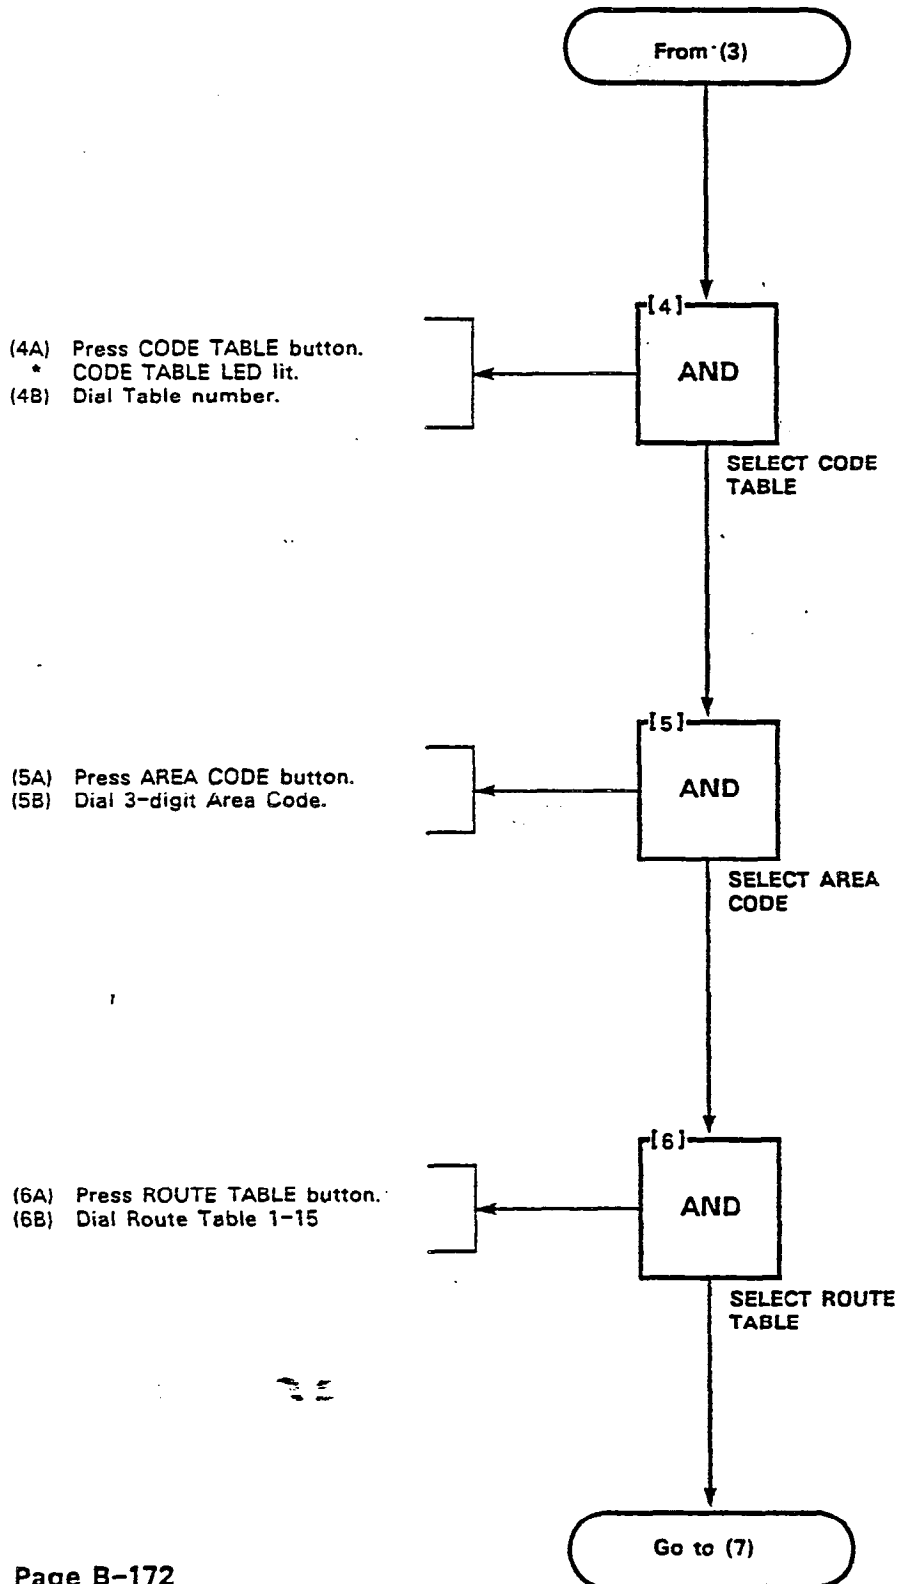 From (3)
[4]
(4A) Press CODE TABLE button.
* CODE TABLE LED lit.
(4B) Dial Table number.
AND
SELECT CODE
TABLE
[5]
(5A) Press AREA CODE button.
(5B) Dial 3-digit Area Code.
AND
SELECT AREA
CODE
[6]
(6A) Press ROUTE TABLE button.
(6B) Dial Route Table 1-15
AND
SELECT ROUTE
TABLE
Go to (7)
Page B-172